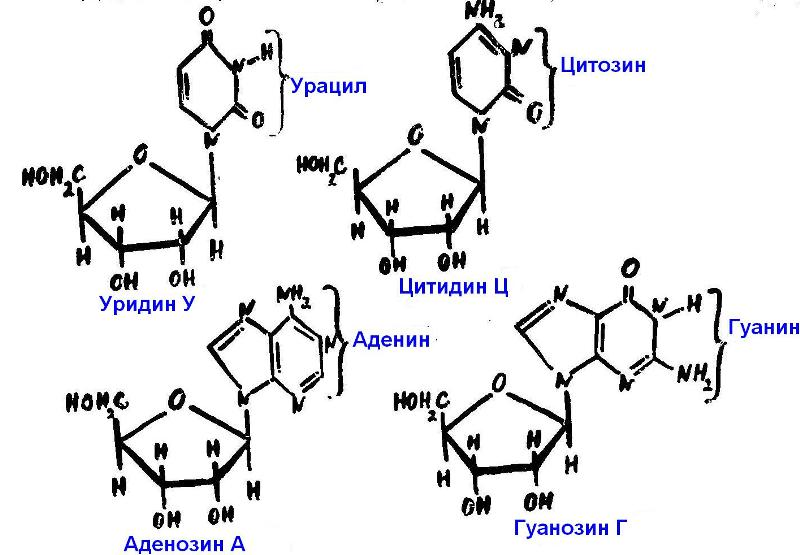 O
N-H
O
N
Урацил
HOH2C
O
H
H
H
H
OH
OH
Уридин У
NH2
N
O
N
Цитозин
HOH2C
O
H
H
H
H
OH
OH
Цитидин Ц
NH2
N
N
N
N
Аденин
HOH2C
O
H
H
H
H
OH
OH
Аденозин А
O
N
N-H
N
N
NH2
Гуанин
HOH2C
O
H
H
H
H
OH
OH
Гуанозин Г